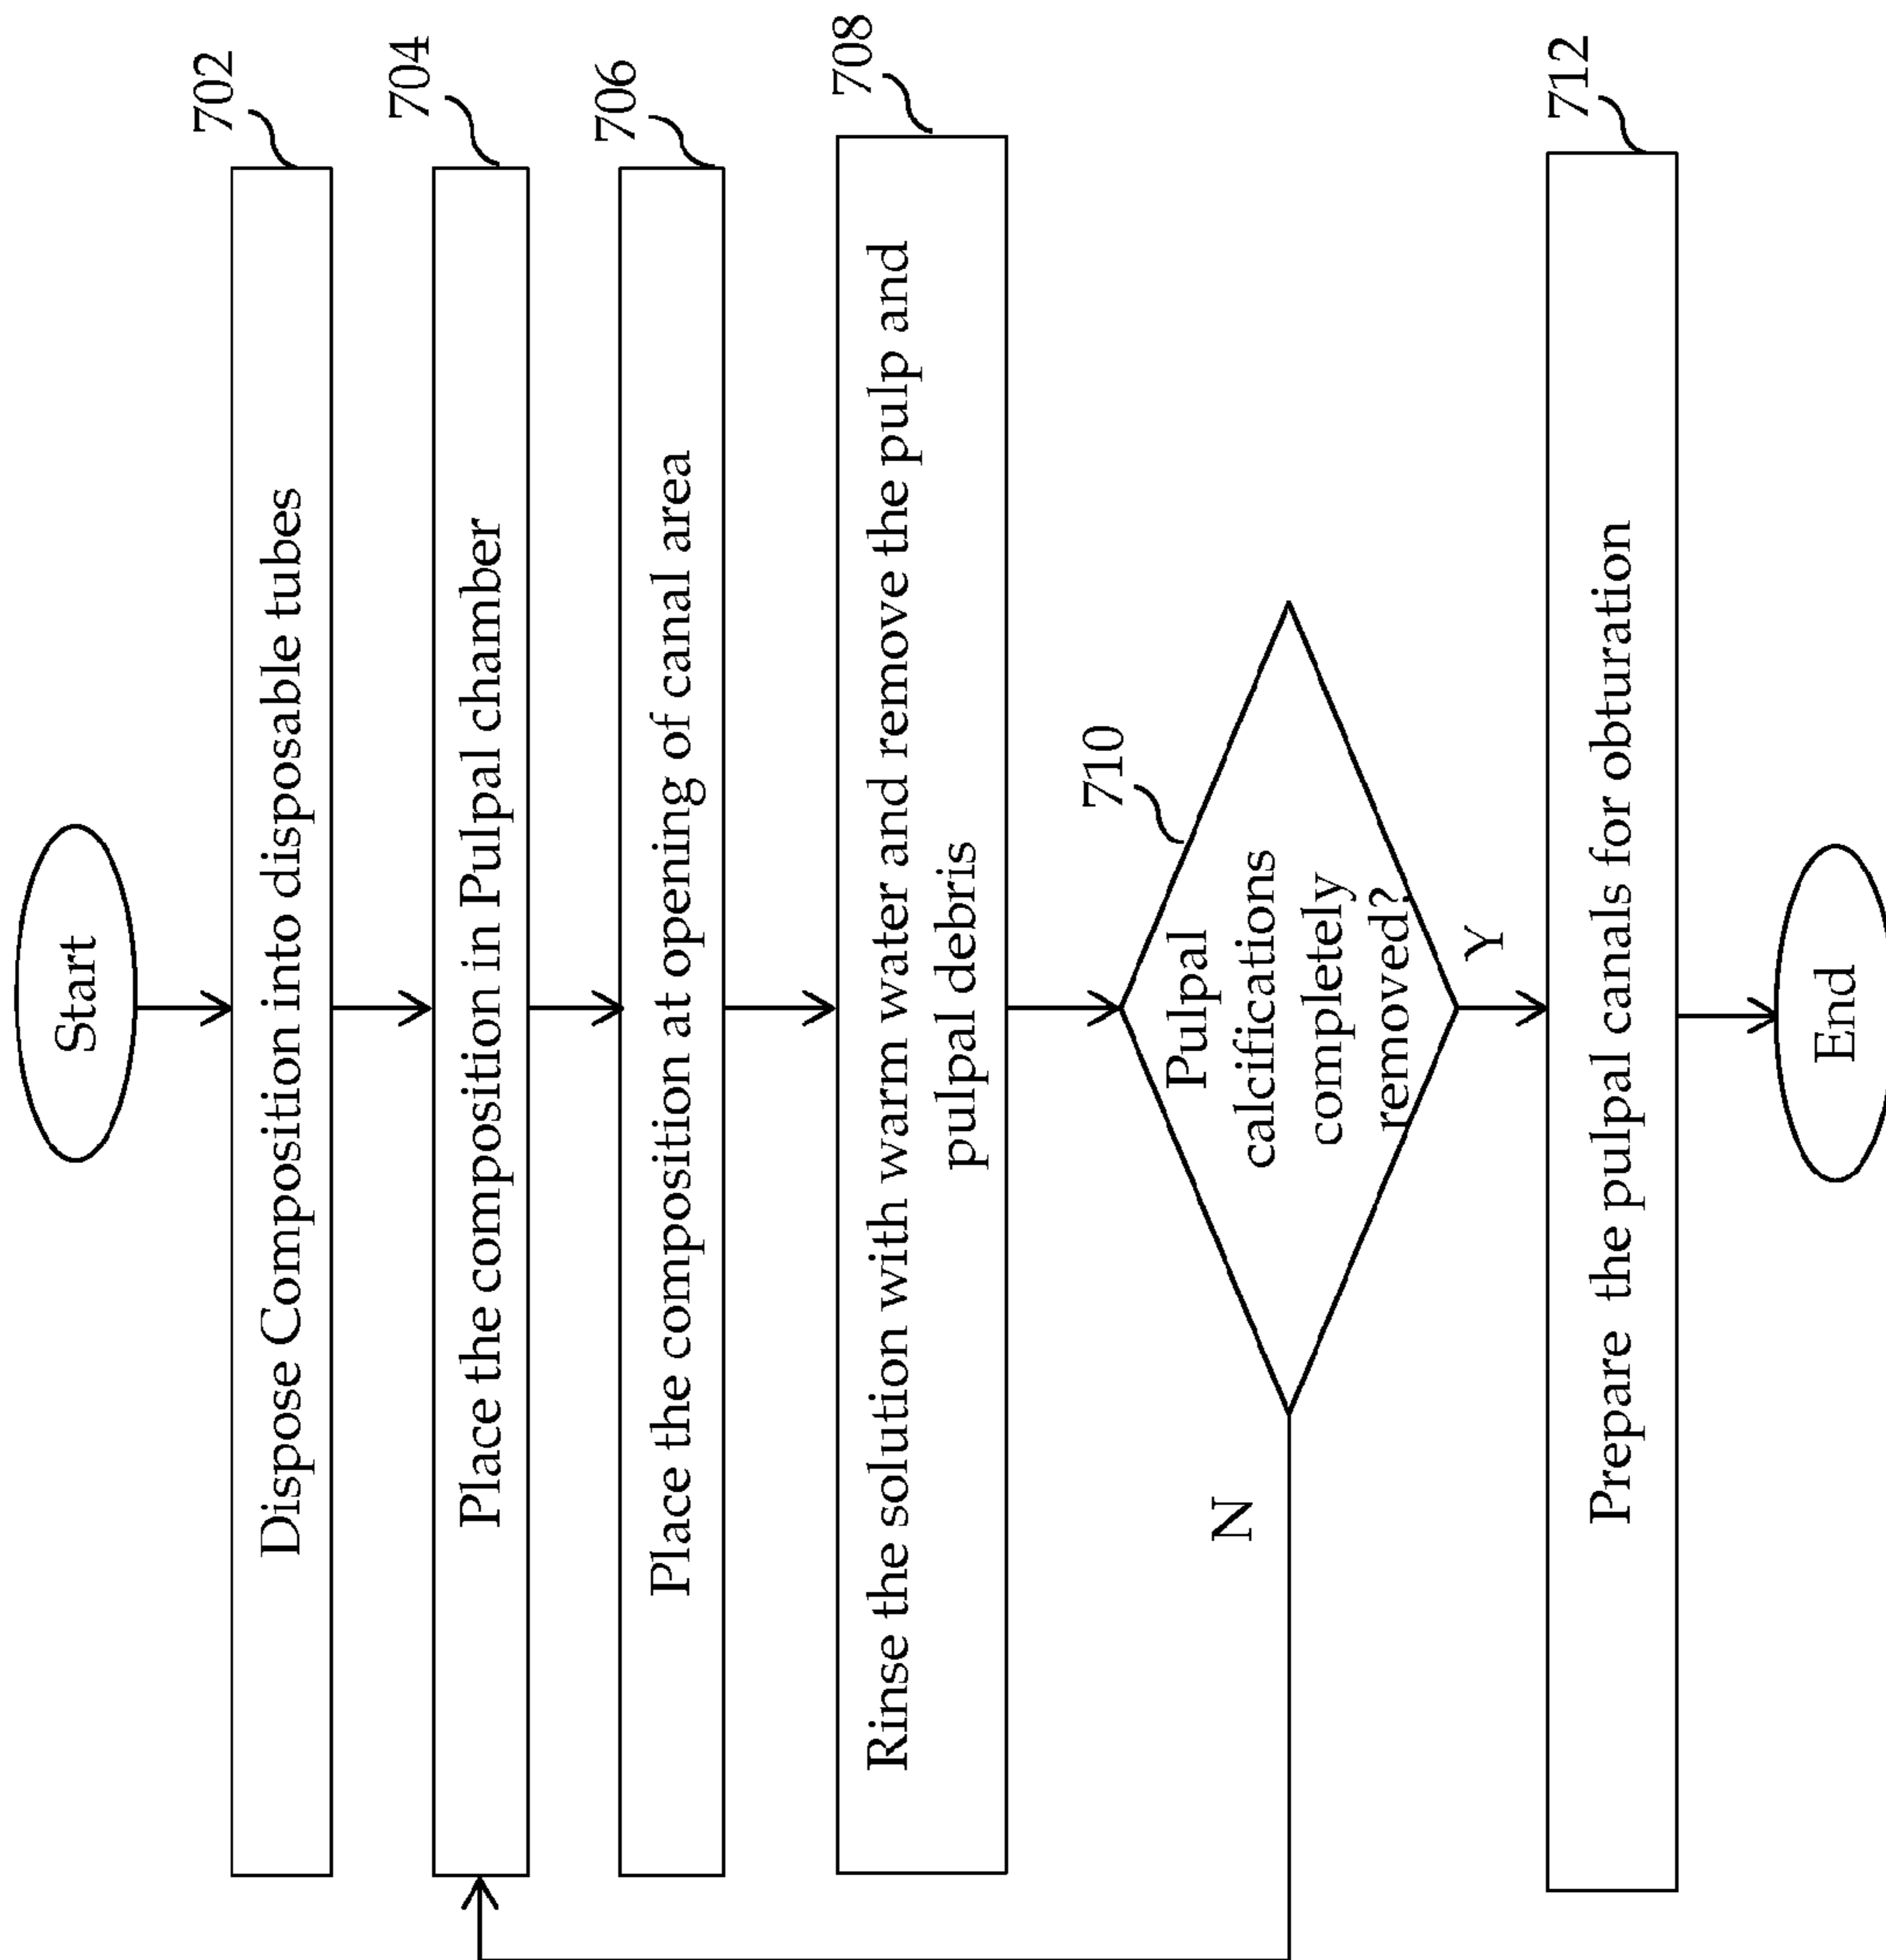 Start
702
Dispose Composition into disposable tubes
704
Place the composition in Pulpal chamber
706
Place the composition at opening of canal area
708
Rinse the solution with warm water and remove the pulp and
pulpal debris
710
Pulpal
calcifications
completely
removed?
N
Y
712
Prepare the pulpal canals for obturation
End